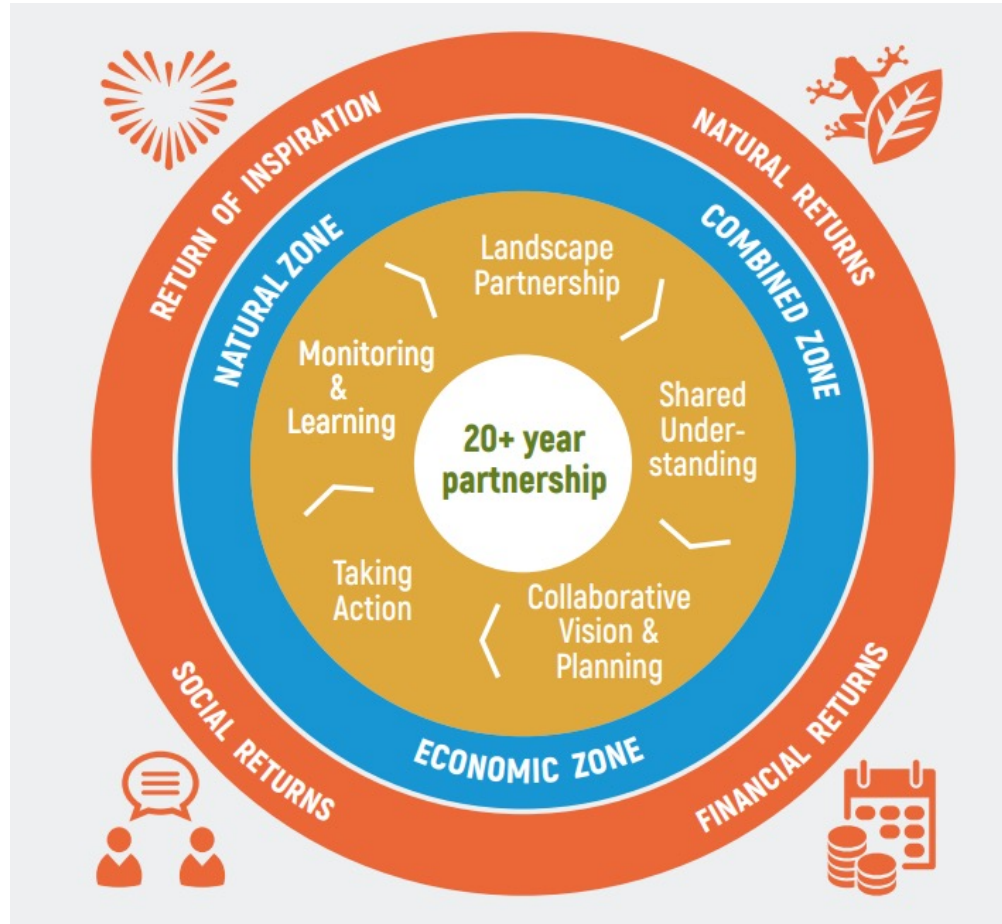 RETURN OF INSPIRATION
NATURAL RETURNS
NATURAL ZONE
COMBINED ZONE
Landscape
Partnership
Monitoring
&
Learning
Shared
Under-
standing
20+ year
partnership
Taking
Action
Collaborative
Vision &
Planning
ECONOMIC ZONE
SOCIAL RETURNS
FINANCIAL RETURNS